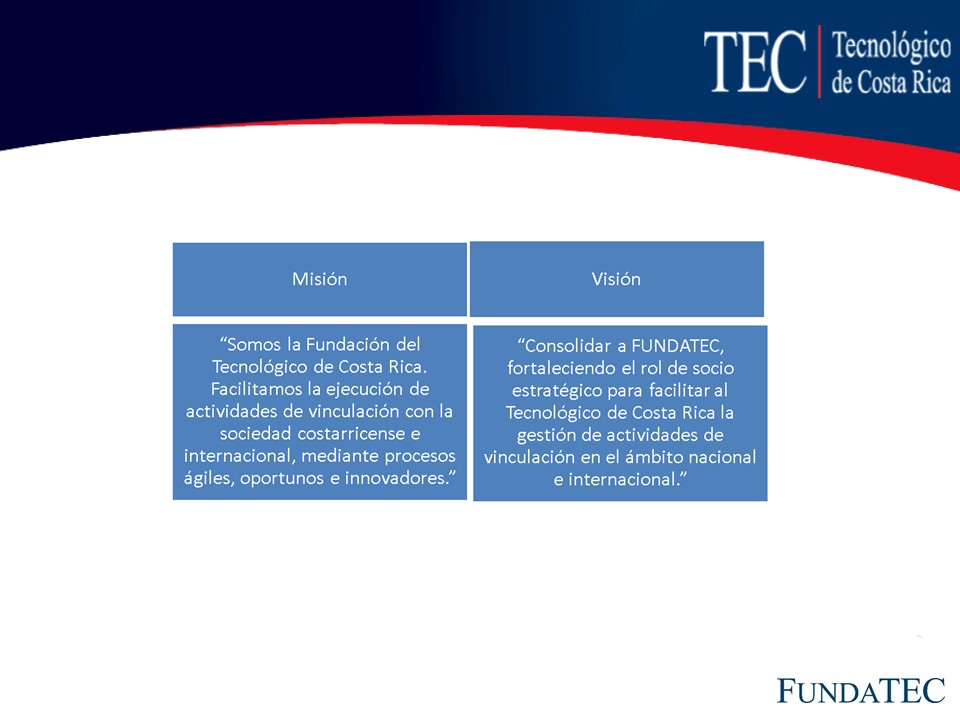 TEC
Tecnológico
de Costa Rica
Misión
Visión
“Somos la Fundación del
Tecnológico de Costa Rica.
Facilitamos la ejecución de
actividades de vinculación con la
sociedad costarricense e
internacional, mediante procesos
ágiles, oportunos e innovadores.”
“Consolidar a FUNDATEC,
fortaleciendo el rol de socio
estratégico para facilitar al
Tecnológico de Costa Rica la
gestión de actividades de
vinculación en el ámbito nacional
e internacional.”
FUNDATEC